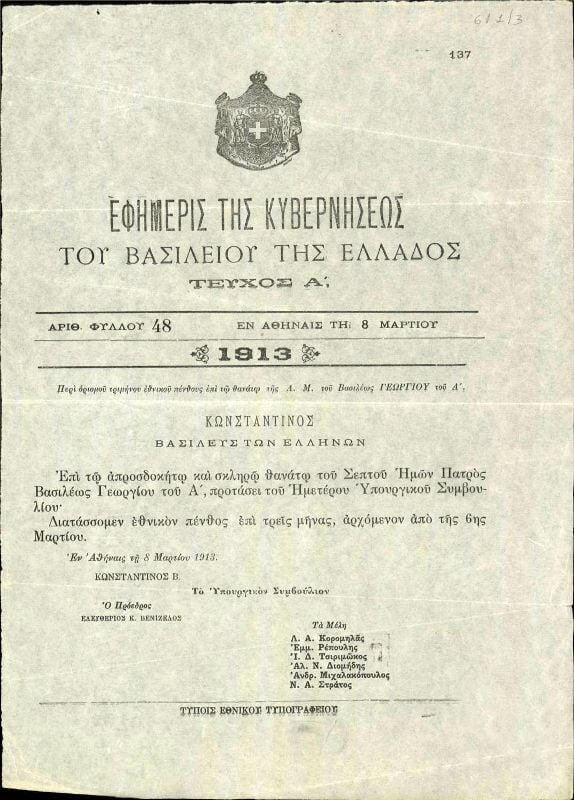 6/1/3
137
ΕΦΗΜΕΡΙΣ ΤΗΣ ΚΥΒΕΡΝΗΣΕΩΣ
ΤΟΥ ΒΑΣΙΛΕΙΟΥ ΤΗΣ ΕΛΛΑΔΟΣ
ΤΕΥΧΟΣ Α΄,
ΑΡΙΘ. ΦΥΛΛΟΥ 48
ΕΝ ΑΘΗΝΑΙΣ ΤΗ: 8 ΜΑΡΤΙΟΥ
1913
Περὶ ὁρισμοῦ τριμήνου ἐθνικοῦ πένθους ἐπὶ τῷ θανάτῳ τῆς Α. Μ. τοῦ Βασιλέως ΓΕΩΡΓΙΟΥ τοῦ Α΄.
ΚΩΝΣΤΑΝΤΙΝΟΣ
ΒΑΣΙΛΕΥΣ ΤΩΝ ΕΛΛΗΝΩΝ
Ἐπὶ τῷ ἀπροσδοκήτῳ καὶ σκληρῷ θανάτῳ τοῦ Σεπτοῦ Ἡμῶν Πατρὸς
Βασιλέως Γεωργίου τοῦ Α΄, προτάσει τοῦ Ἡμετέρου Ὑπουργικοῦ Συμβου-
λίου·
Διατάσσομεν ἐθνικὸν πένθος ἐπὶ τρεῖς μῆνας, ἀρχόμενον ἀπὸ τῆς 6ης
Μαρτίου.
Ἐν Ἀθήναις τῇ 8 Μαρτίου 1913.
ΚΩΝΣΤΑΝΤΙΝΟΣ Β.
Τὸ Ὑπουργικὸν Συμβούλιον
Ὁ Πρόεδρος
ΕΛΕΥΘΕΡΙΟΣ Κ. ΒΕΝΙΖΕΛΟΣ
Τὰ Μέλη
Λ. Α. Κορομηλᾶς
Ἐμμ. Ρέπουλης
Ἰ. Δ. Τσιριμῶκος
Ἀλ. Ν. Διομήδης
Ἀνδρ. Μιχαλακόπουλος
Ν. Α. Στράτος
ΤΥΠΟΙΣ ΕΘΝΙΚΟΥ ΤΥΠΟΓΡΑΦΕΙΟΥ